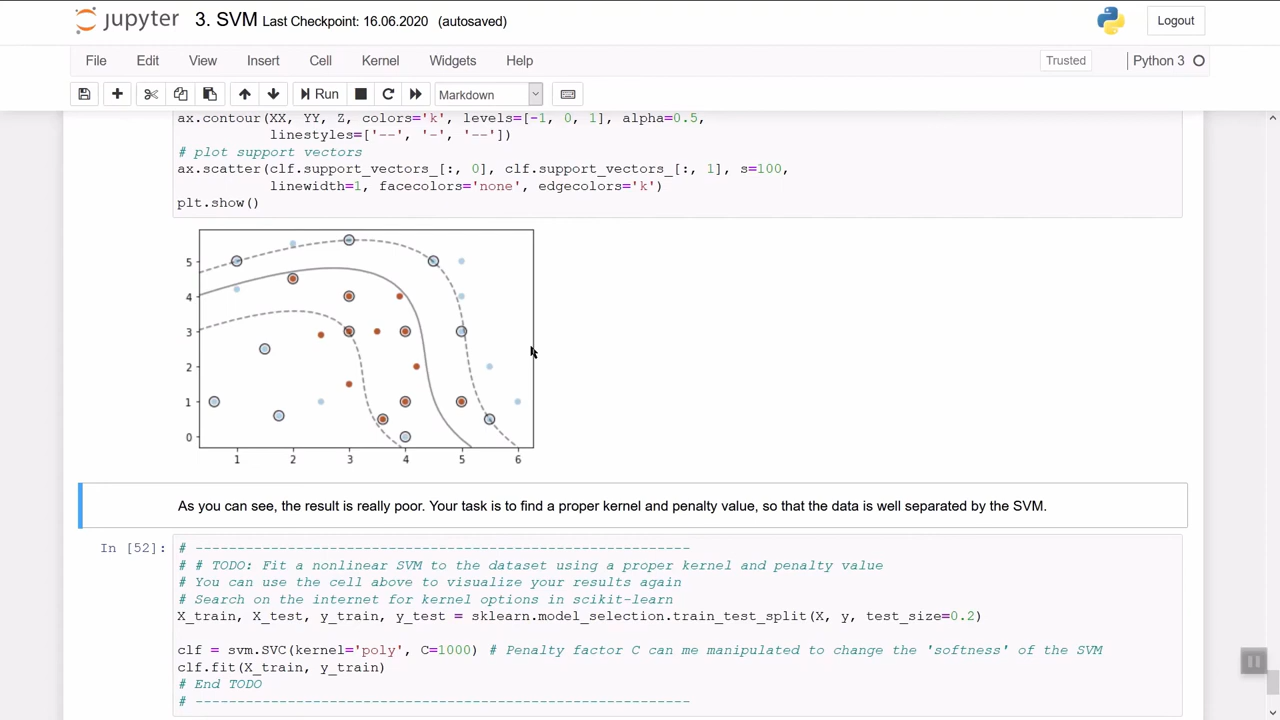 jupyter 3. SVM Last Checkpoint: 16.06.2020 (autosaved) Logout
File Edit View Insert Cell Kernel Widgets Help Trusted Python 3
Run Markdown
ax.contour(XX, YY, Z, colors='k', levels=[-1, 0, 1], alpha=0.5,
linestyles=['--', '-', '--'])
# plot support vectors
ax.scatter(clf.support_vectors_[:, 0], clf.support_vectors_[:, 1], s=100,
linewidth=1, facecolors='none', edgecolors='k')
plt.show()
5
4
3
2
1
0
1 2 3 4 5 6
As you can see, the result is really poor. Your task is to find a proper kernel and penalty value, so that the data is well separated by the SVM.
In [52]: # ----------------------------------------------------------
# # TODO: Fit a nonlinear SVM to the dataset using a proper kernel and penalty value
# You can use the cell above to visualize your results again
# Search on the internet for kernel options in scikit-learn
X_train, X_test, y_train, y_test = sklearn.model_selection.train_test_split(X, y, test_size=0.2)
clf = svm.SVC(kernel='poly', C=1000) # Penalty factor C can me manipulated to change the 'softness' of the SVM
clf.fit(X_train, y_train)
# End TODO
# ----------------------------------------------------------